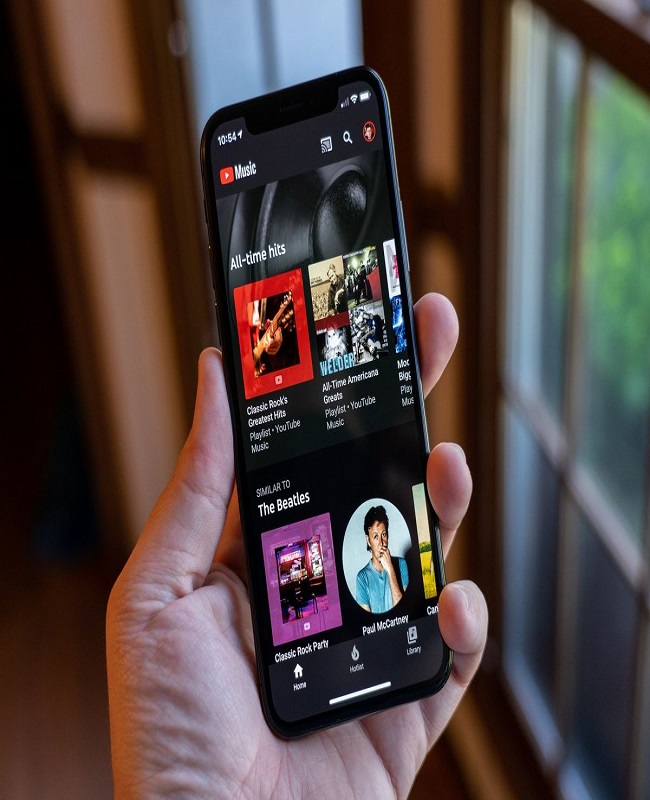 10:54
Music
All-time hits
WELDER
Classic Rock's
Greatest Hits
Playlist • YouTube
Music
All-Time Americana
Greats
Playlist • YouTube
Music
Bigg
Play
Mus
SIMILAR TO
The Beatles
Classic Rock Party
Paul McCartney
Can
Home
Hotlist
Library